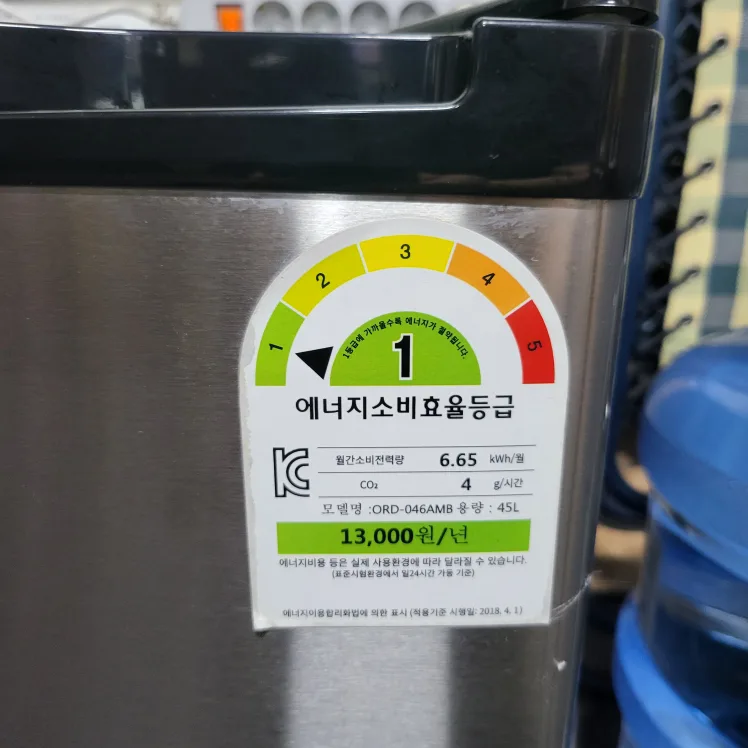 1 2 3 4 5
1등급에 가까울수록 에너지가 절약됩니다.
1
에너지소비효율등급
월간소비전력량 6.65 kWh/월
CO₂ 4 g/시간
모델명 :ORD-046AMB 용량 : 45L
13,000원/년
에너지비용 등은 실제 사용환경에 따라 달라질 수 있습니다.
(표준시험환경에서 일24시간 가동 기준)
에너지이용합리화법에 의한 표시 (적용기준 시행일: 2018. 4. 1)